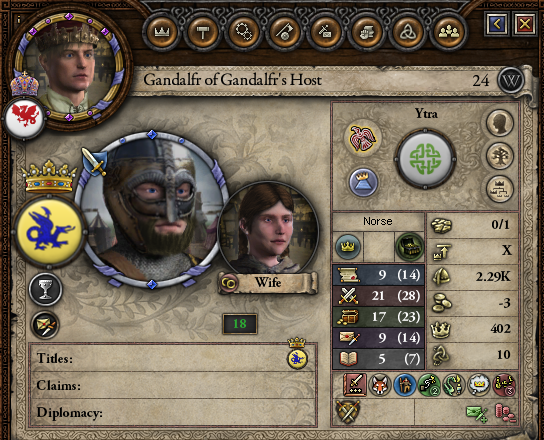 Gandalfr of Gandalfr's Host 24 W
Ytra
Norse
Wife
18
9 (14)
21 (28)
17 (23)
9 (14)
5 (7)
0/1
X
2.29K
-3
402
10
Titles:
Claims:
Diplomacy: